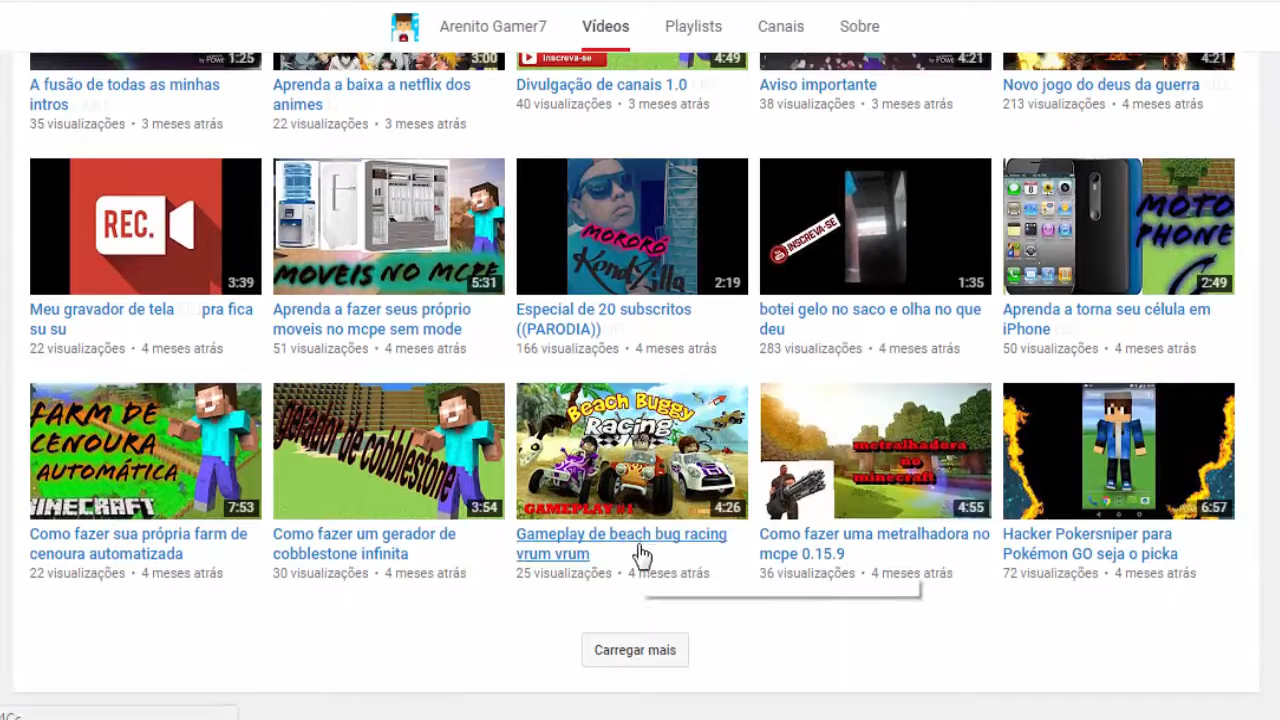 Arenito Gamer7 Vídeos Playlists Canais Sobre
1:25
3:00
Inscreva-se
4:49
4:21
4:21
A fusão de todas as minhas
intros
35 visualizações • 3 meses atrás
Aprenda a baixa a netflix dos
animes
22 visualizações • 3 meses atrás
Divulgação de canais 1.0
40 visualizações • 3 meses atrás
Aviso importante
38 visualizações • 3 meses atrás
Novo jogo do deus da guerra
213 visualizações • 4 meses atrás
REC.
3:39
MOVEIS NO MCPE
5:31
MORORÓ
KondZilla
2:19
INSCREVA-SE
1:35
MOTO
PHONE
2:49
Meu gravador de tela pra fica
su su
22 visualizações • 4 meses atrás
Aprenda a fazer seus próprio
moveis no mcpe sem mode
51 visualizações • 4 meses atrás
Especial de 20 subscritos
((PARODIA))
166 visualizações • 4 meses atrás
botei gelo no saco e olha no que
deu
283 visualizações • 4 meses atrás
Aprenda a torna seu célula em
iPhone
50 visualizações • 4 meses atrás
FARM DE
CENOURA
AUTOMÁTICA
MINECRAFT
7:53
gerador de cobblestone
3:54
Beach Buggy
Racing
GAMEPLAY #1
4:26
metralhadora
no
minecraft
4:55
6:57
Como fazer sua própria farm de
cenoura automatizada
22 visualizações • 4 meses atrás
Como fazer um gerador de
cobblestone infinita
30 visualizações • 4 meses atrás
Gameplay de beach bug racing
vrum vrum
25 visualizações • 4 meses atrás
Como fazer uma metralhadora no
mcpe 0.15.9
36 visualizações • 4 meses atrás
Hacker Pokersniper para
Pokémon GO seja o picka
72 visualizações • 4 meses atrás
Carregar mais